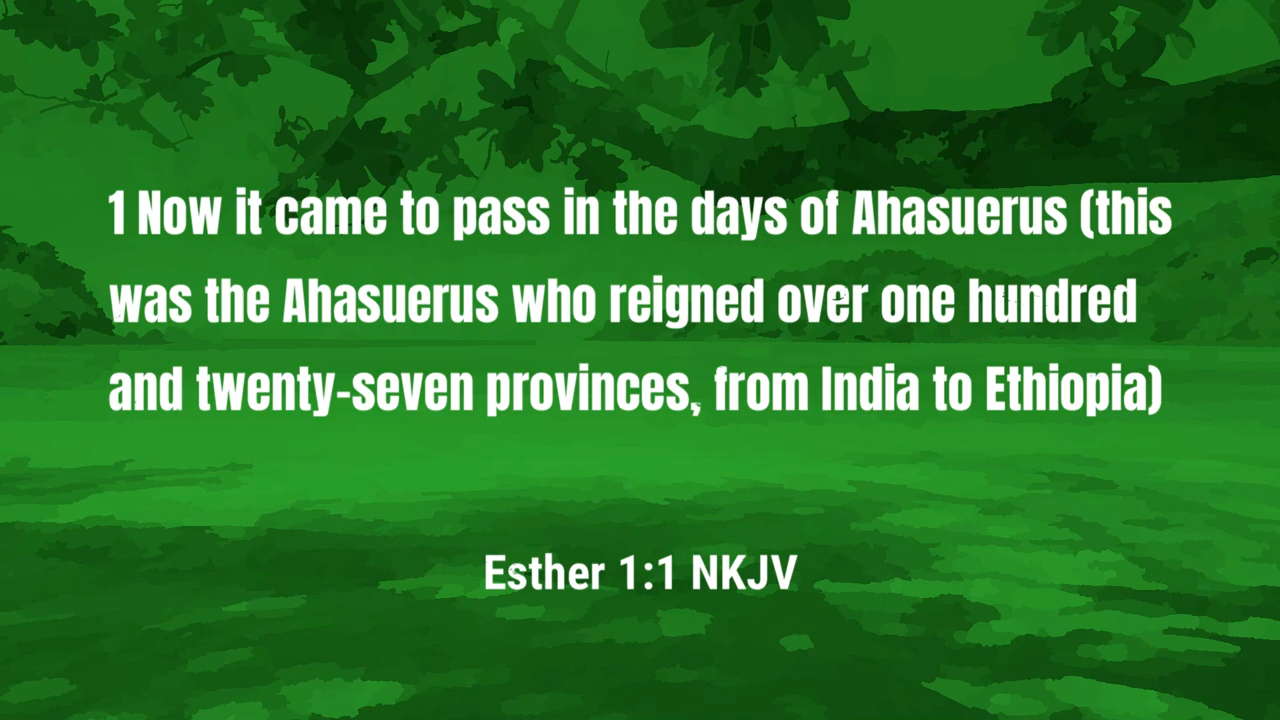 1 Now it came to pass in the days of Ahasuerus (this
was the Ahasuerus who reigned over one hundred
and twenty-seven provinces, from India to Ethiopia)
Esther 1:1 NKJV